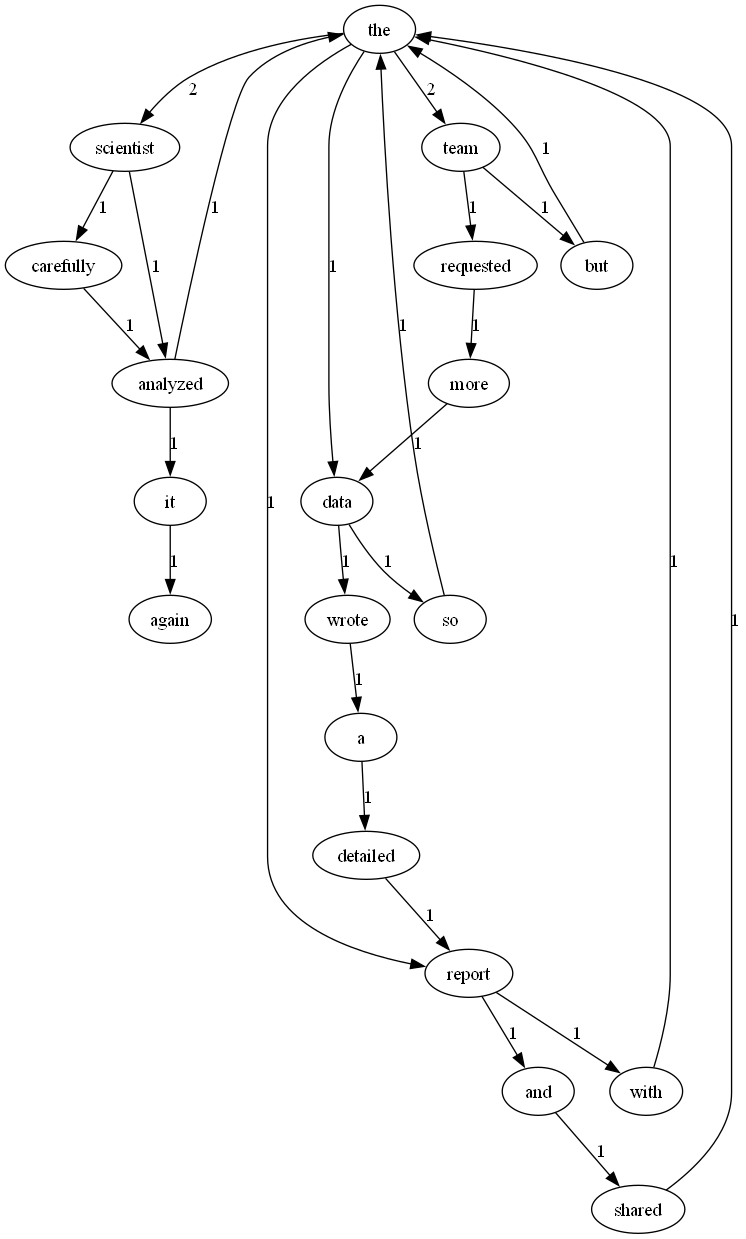 the
2
2
scientist
team
1
1
1
1
1
carefully
1
1
requested
but
1
1
1
analyzed
more
1
1
it
data
1
1
1
1
1
again
wrote
so
1
1
a
1
detailed
1
report
1
1
and
with
1
shared